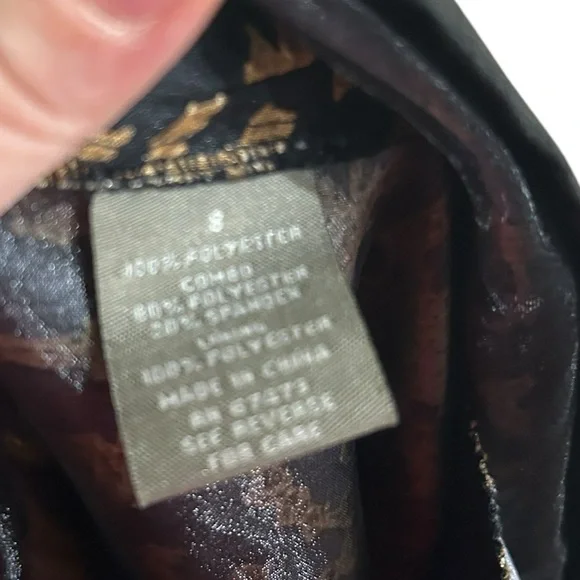 8
100% POLYESTER
COMBO
80% POLYESTER
20% SPANDEX
LINING
100% POLYESTER
MADE IN CHINA
RN 67473
SEE REVERSE
FOR CARE